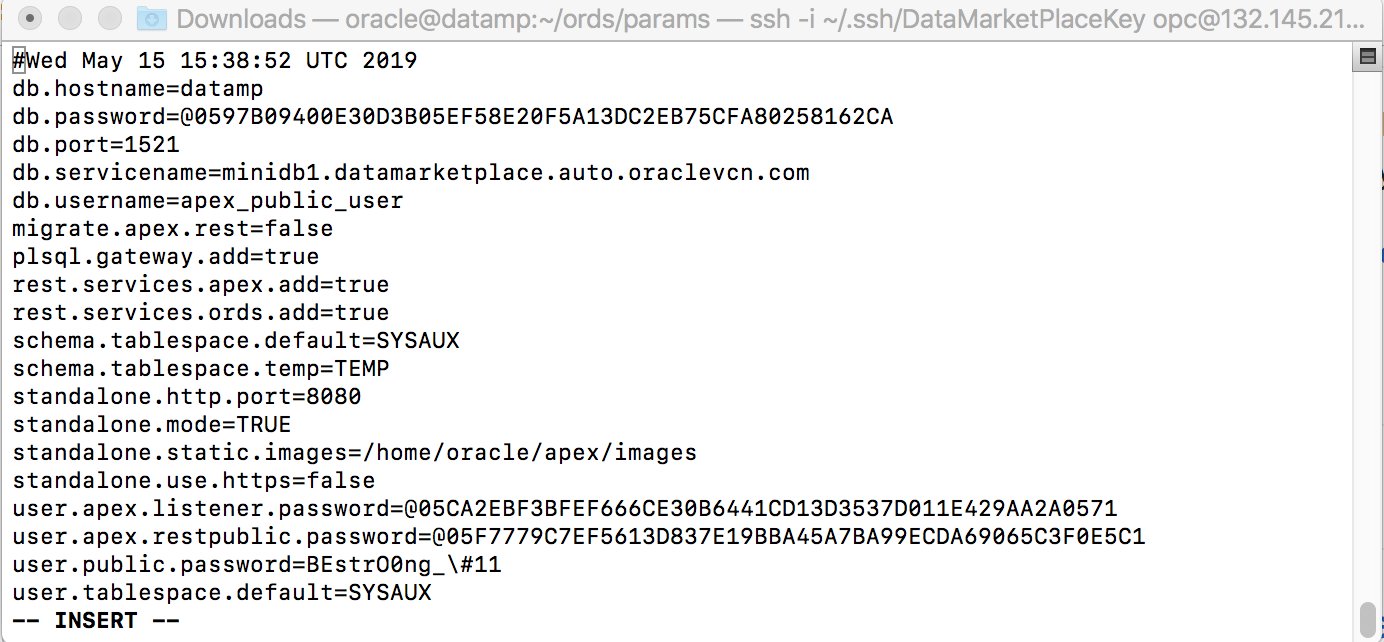 Downloads — oracle@datamp:~/ords/params — ssh -i ~/.ssh/DataMarketPlaceKey opc@132.145.21...
#Wed May 15 15:38:52 UTC 2019
db.hostname=datamp
db.password=@0597B09400E30D3B05EF58E20F5A13DC2EB75CFA80258162CA
db.port=1521
db.servicename=minidb1.datamarketplace.auto.oraclevcn.com
db.username=apex_public_user
migrate.apex.rest=false
plsql.gateway.add=true
rest.services.apex.add=true
rest.services.ords.add=true
schema.tablespace.default=SYSAUX
schema.tablespace.temp=TEMP
standalone.http.port=8080
standalone.mode=TRUE
standalone.static.images=/home/oracle/apex/images
standalone.use.https=false
user.apex.listener.password=@05CA2EBF3BFEF666CE30B6441CD13D3537D011E429AA2A0571
user.apex.restpublic.password=@05F7779C7EF5613D837E19BBA45A7BA99ECDA69065C3F0E5C1
user.public.password=BEstrO0ng_\#11
user.tablespace.default=SYSAUX
-- INSERT --